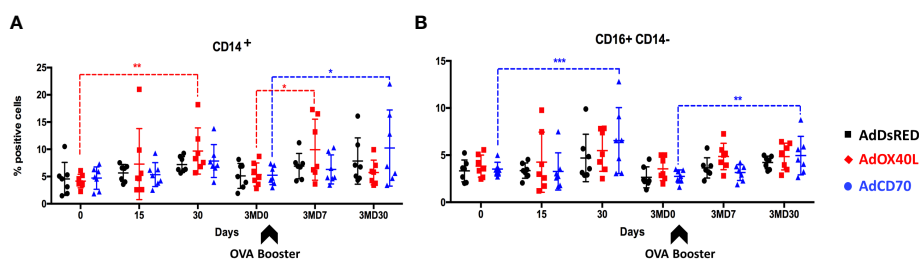 A
CD14 +
% positive cells
25
20
15
10
5
0
**
*
*
0 15 30 3MD0 3MD7 3MD30
Days
OVA Booster
B
CD16+ CD14-
15
10
5
0
***
**
0 15 30 3MD0 3MD7 3MD30
Days
OVA Booster
AdDsRED
AdOX40L
AdCD70